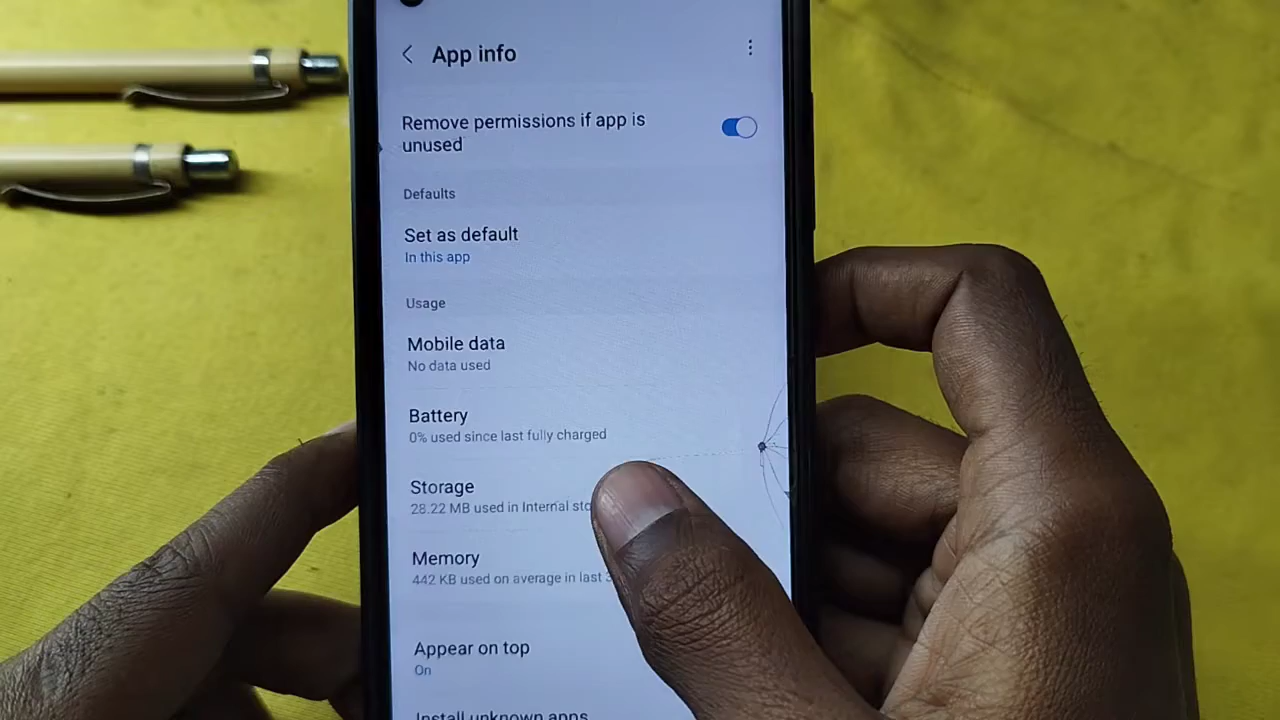 App info
Remove permissions if app is
unused
Defaults
Set as default
In this app
Usage
Mobile data
No data used
Battery
0% used since last fully charged
Storage
28.22 MB used in Internal
Memory
442 KB used on average in last
Appear on top
On
Install unknown apps